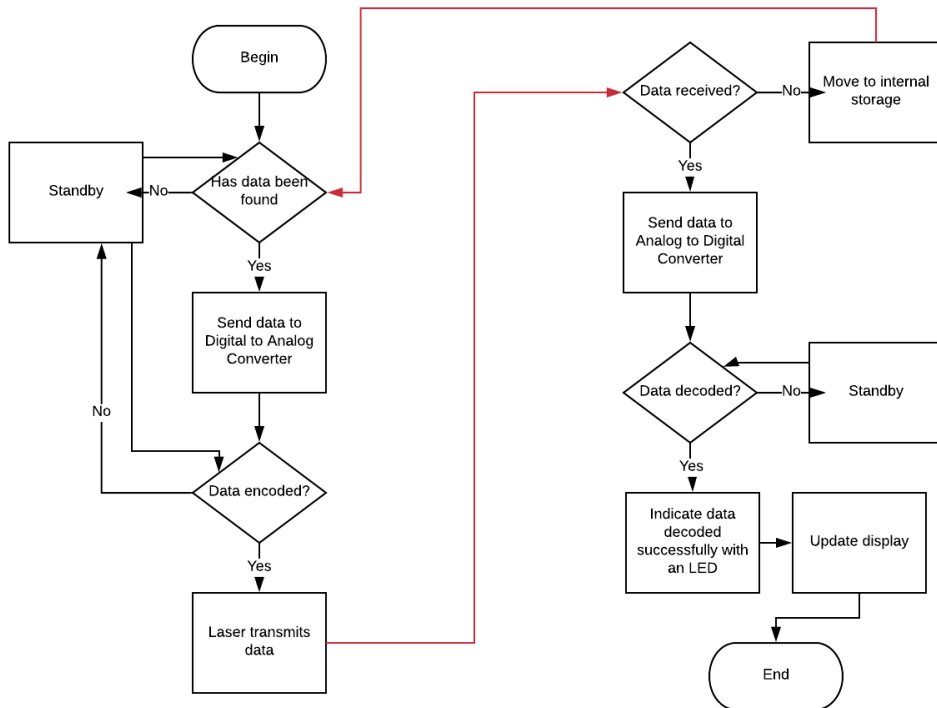 Begin
Standby
No
Has data been
found
Yes
Send data to
Digital to Analog
Converter
No
Data encoded?
Yes
Laser transmits
data
Data received?
No
Move to internal
storage
Yes
Send data to
Analog to Digital
Converter
Data decoded?
No
Standby
Yes
Indicate data
decoded
successfully with
an LED
Update display
End